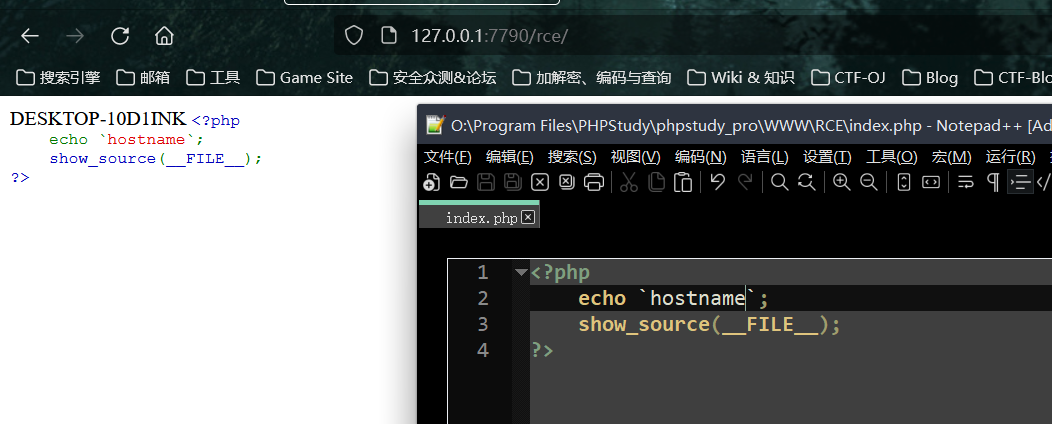 127.0.0.1:7790/rce/
搜索引擎 邮箱 工具 Game Site 安全众测&论坛 加解密、编码与查询 Wiki & 知识 CTF-OJ Blog CTF-Blo
DESKTOP-10D1INK <?php
echo `hostname`;
show_source(__FILE__);
?>
O:\Program Files\PHPStudy\phpstudy_pro\WWW\RCE\index.php - Notepad++ [Ad
文件(F) 编辑(E) 搜索(S) 视图(V) 编码(N) 语言(L) 设置(T) 工具(O) 宏(M) 运行(R)
index.php
1 <?php
2 echo `hostname`;
3 show_source(__FILE__);
4 ?>